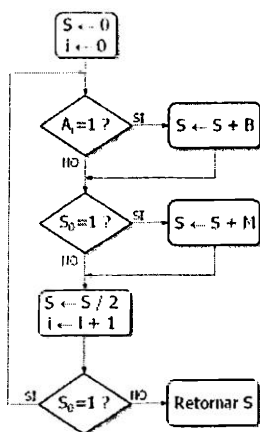 S ← 0
i ← 0
A_i=1 ?
SI
S ← S + B
NO
S_0=1 ?
SI
S ← S + M
NO
S ← S / 2
i ← i + 1
SI
S_0=1 ?
NO
Retornar S